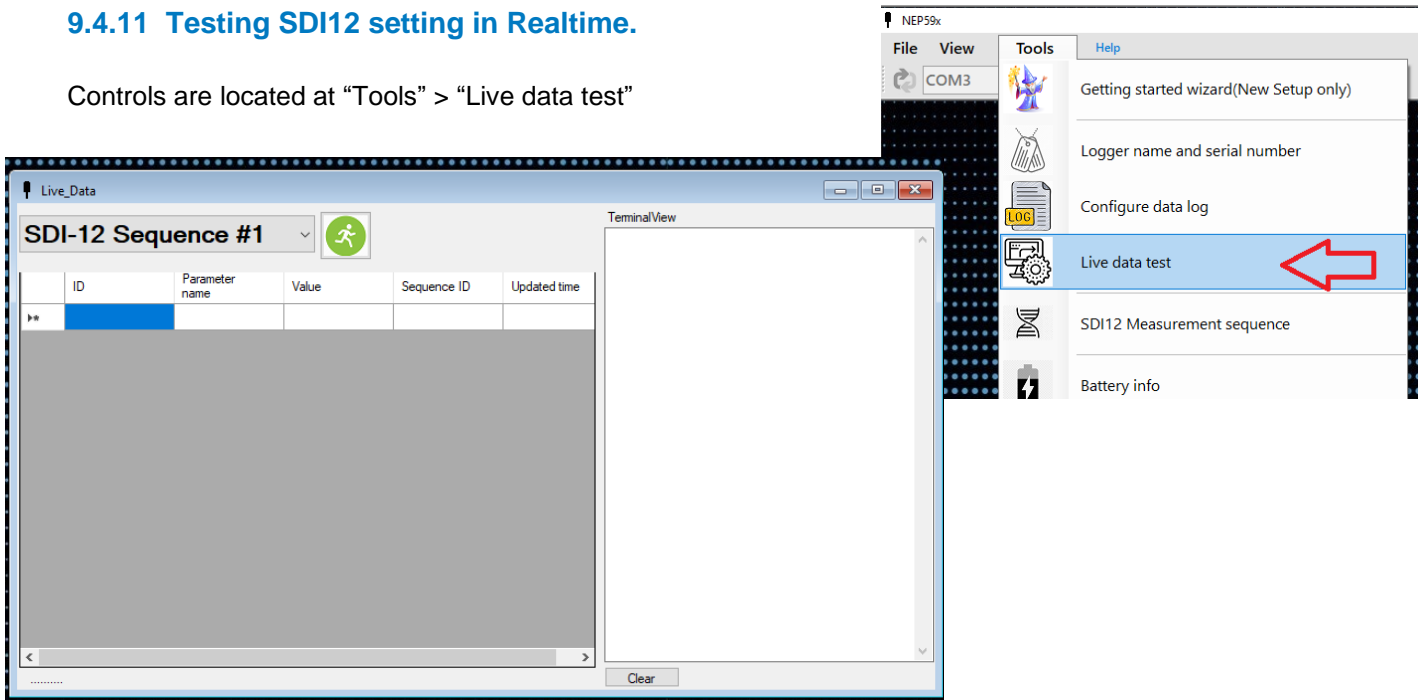 9.4.11 Testing SDI12 setting in Realtime.
Controls are located at “Tools” > “Live data test”
NEP59x
File View Tools Help
COM3
Getting started wizard(New Setup only)
Logger name and serial number
LOG
Configure data log
Live data test
SDI12 Measurement sequence
Battery info
Live_Data
SDI-12 Sequence #1
TerminalView
ID Parameter name Value Sequence ID Updated time
..........
Clear